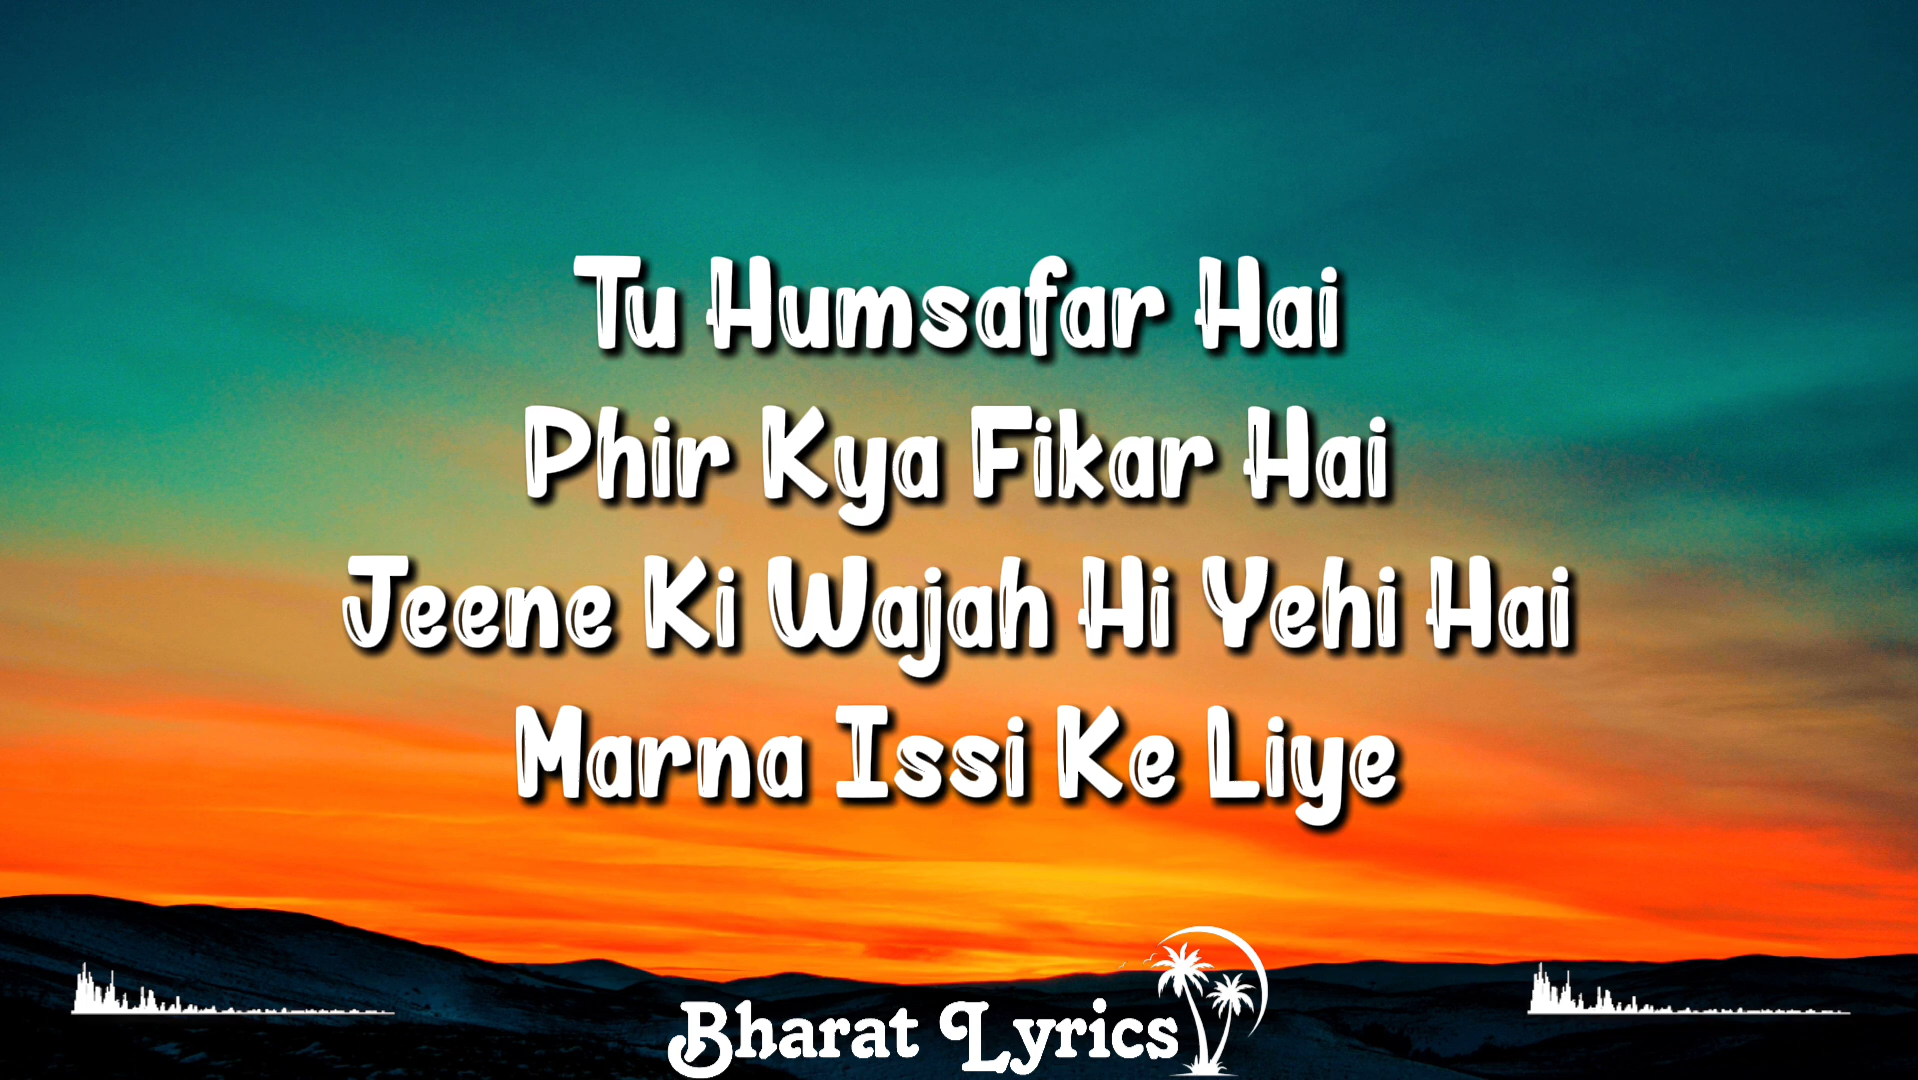 Tu Humsafar Hai
Phir Kya Fikar Hai
Jeene Ki Wajah Hi Yehi Hai
Marna Issi Ke Liye
Bharat Lyrics